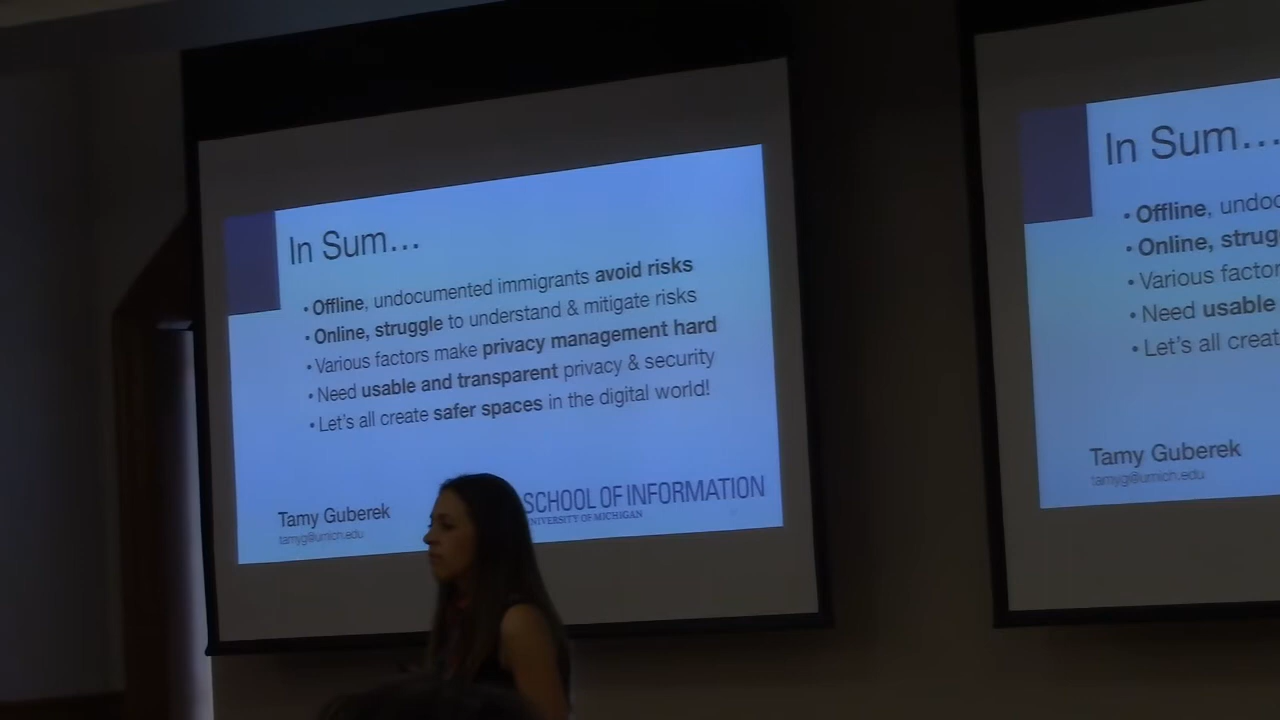 In Sum...
• Offline, undocumented immigrants avoid risks
• Online, struggle to understand & mitigate risks
• Various factors make privacy management hard
• Need usable and transparent privacy & security
• Let's all create safer spaces in the digital world!
Tamy Guberek
tamyg@umich.edu
SCHOOL OF INFORMATION
NIVERSITY OF MICHIGAN
In Sum...
• Offline, undoc
• Online, strug
• Various factor
• Need usable
• Let's all creat
Tamy Guberek
tamyg@umich.edu